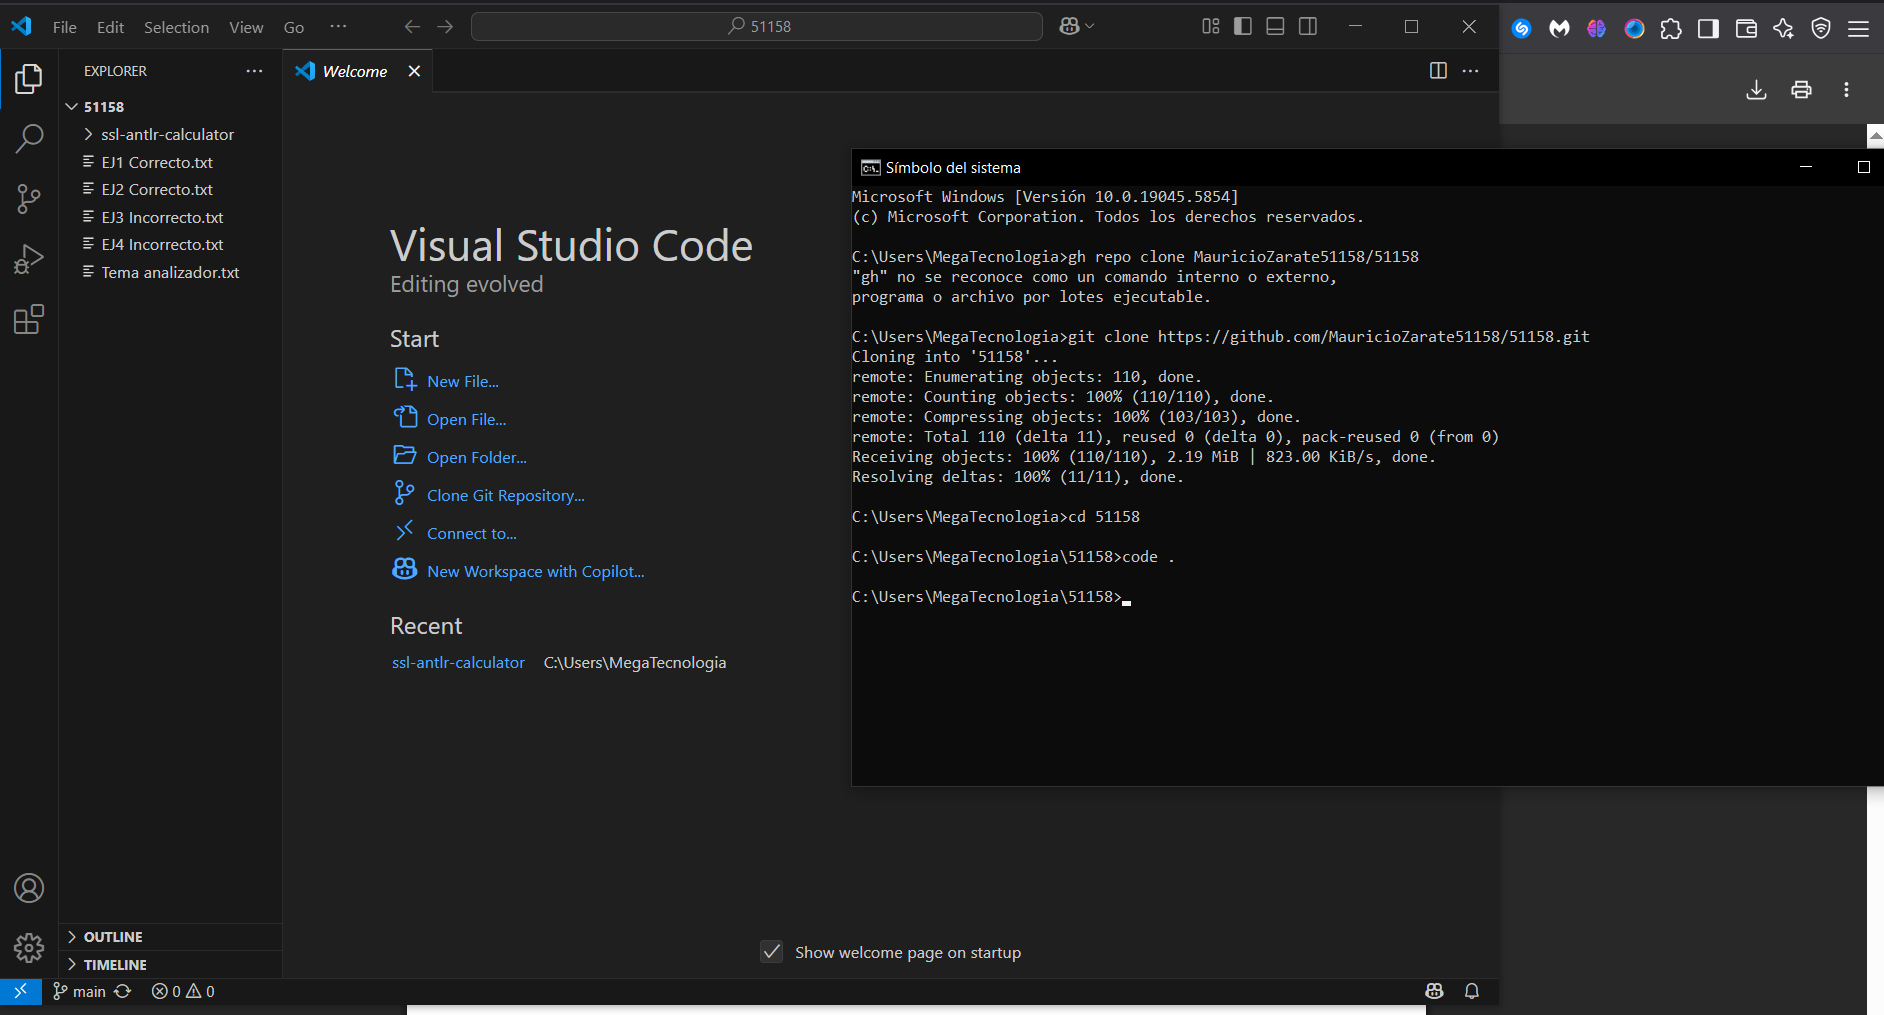 File Edit Selection View Go ···
51158
EXPLORER ···
51158
ssl-antlr-calculator
EJ1 Correcto.txt
EJ2 Correcto.txt
EJ3 Incorrecto.txt
EJ4 Incorrecto.txt
Tema analizador.txt
OUTLINE
TIMELINE
Welcome
Visual Studio Code
Editing evolved
Start
New File...
Open File...
Open Folder...
Clone Git Repository...
Connect to...
New Workspace with Copilot...
Recent
ssl-antlr-calculator C:\Users\MegaTecnologia
Show welcome page on startup
main 0 0
Símbolo del sistema
Microsoft Windows [Versión 10.0.19045.5854]
(c) Microsoft Corporation. Todos los derechos reservados.
C:\Users\MegaTecnologia>gh repo clone MauricioZarate51158/51158
"gh" no se reconoce como un comando interno o externo,
programa o archivo por lotes ejecutable.
C:\Users\MegaTecnologia>git clone https://github.com/MauricioZarate51158/51158.git
Cloning into '51158'...
remote: Enumerating objects: 110, done.
remote: Counting objects: 100% (110/110), done.
remote: Compressing objects: 100% (103/103), done.
remote: Total 110 (delta 11), reused 0 (delta 0), pack-reused 0 (from 0)
Receiving objects: 100% (110/110), 2.19 MiB | 823.00 KiB/s, done.
Resolving deltas: 100% (11/11), done.
C:\Users\MegaTecnologia>cd 51158
C:\Users\MegaTecnologia\51158>code .
C:\Users\MegaTecnologia\51158>